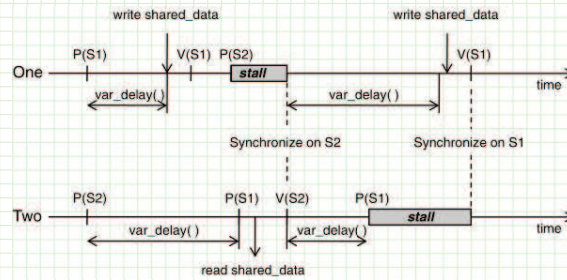 write shared_data write shared_data
P(S1) V(S1) P(S2) V(S1)
One stall
time
var_delay( ) var_delay( )
Synchronize on S2 Synchronize on S1
P(S2) P(S1) V(S2) P(S1)
Two stall
time
var_delay( ) var_delay( )
read shared_data